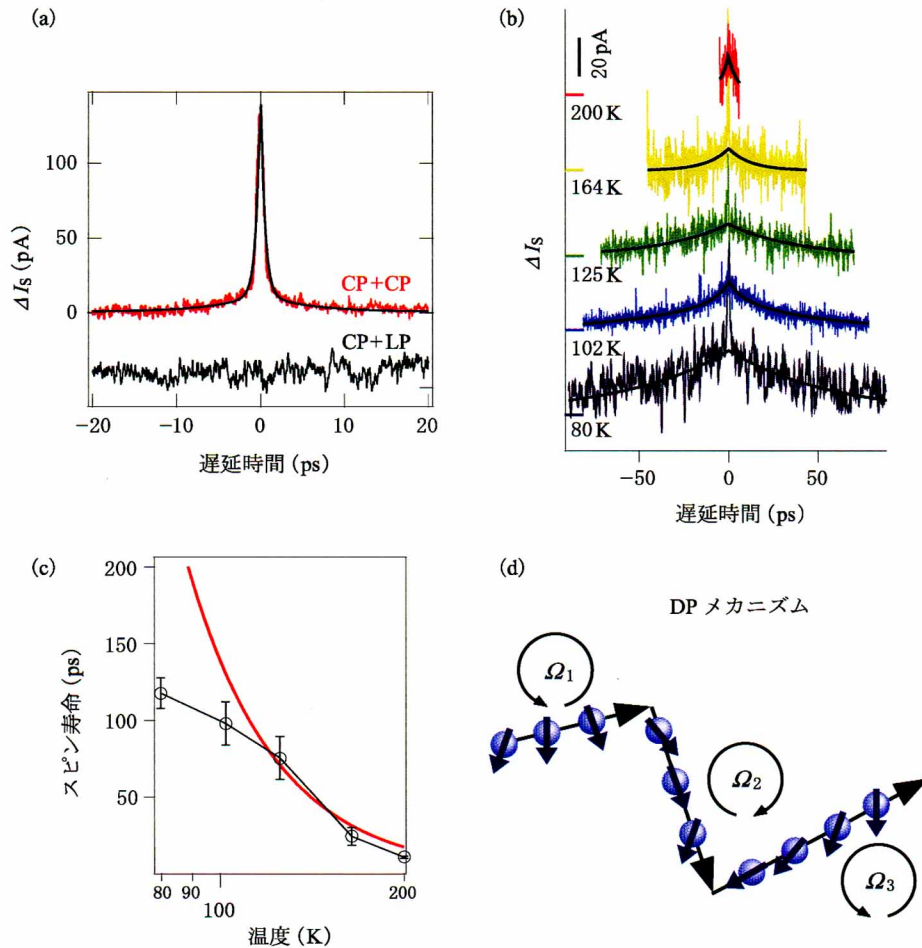 (a)
100
50
0
ΔIs (pA)
CP+CP
CP+LP
−20
−10
0
10
20
遅延時間 (ps)
(b)
20 pA
200 K
164 K
125 K
102 K
80 K
ΔIs
−50
0
50
遅延時間 (ps)
(c)
200
150
100
50
スピン寿命 (ps)
80
90
100
200
温度 (K)
(d)
DP メカニズム
Ω1
Ω2
Ω3